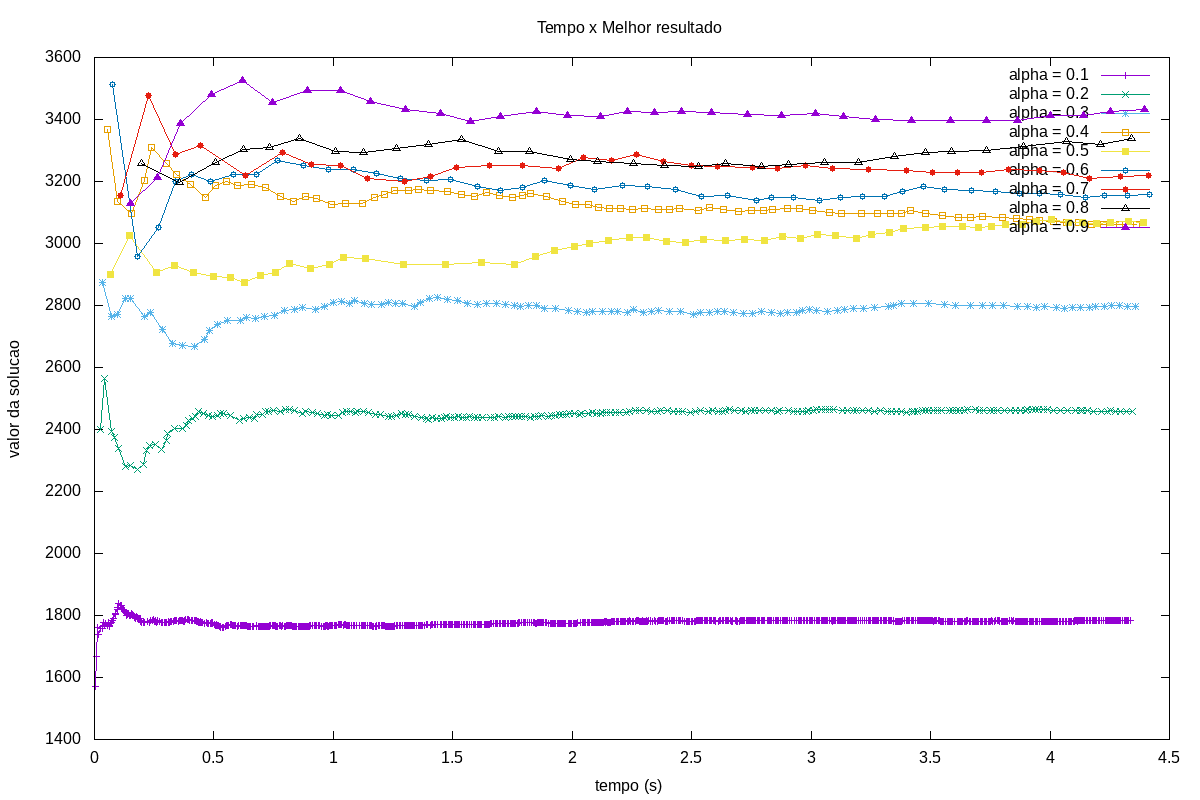 Tempo x Melhor resultado
3600
3400
3200
3000
2800
2600
2400
2200
2000
1800
1600
1400
valor da solucao
alpha = 0.1
alpha = 0.2
alpha = 0.3
alpha = 0.4
alpha = 0.5
alpha = 0.6
alpha = 0.7
alpha = 0.8
alpha = 0.9
0 0.5 1 1.5 2 2.5 3 3.5 4 4.5
tempo (s)